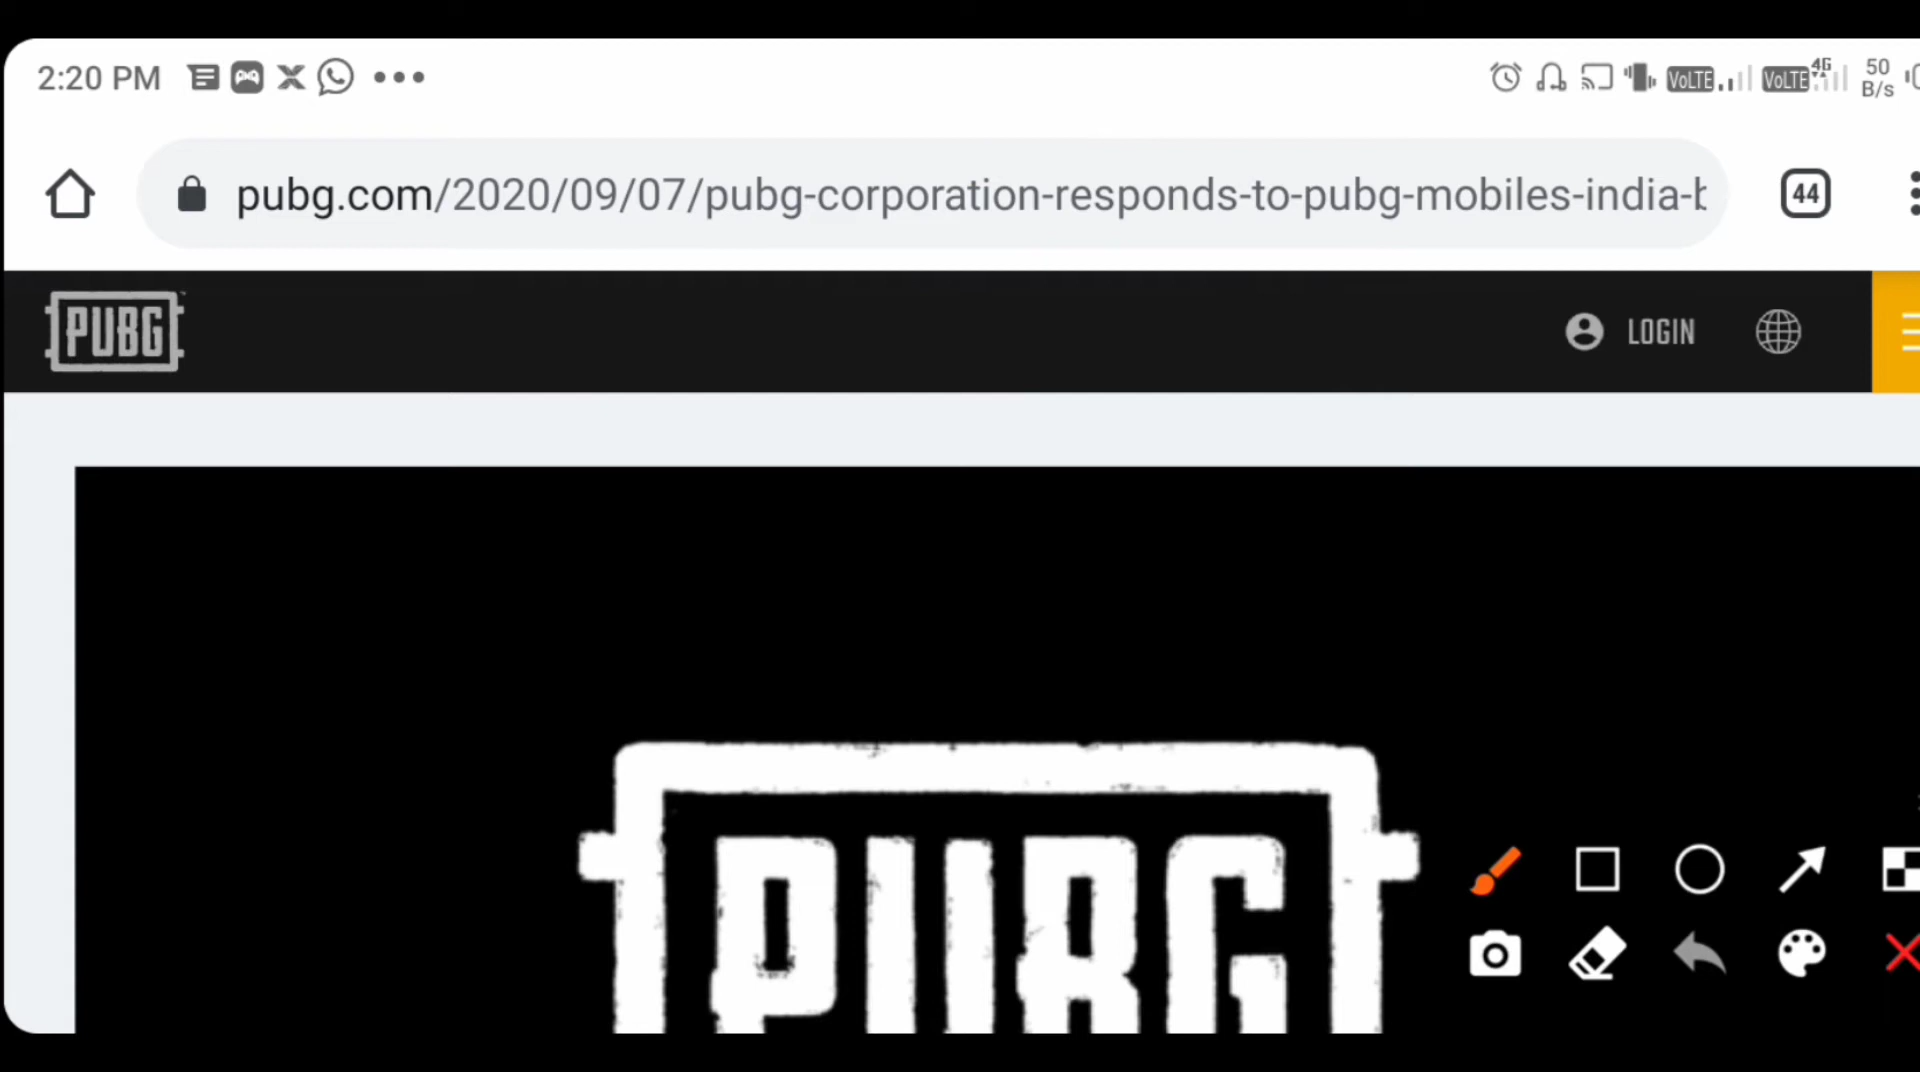 2:20 PM VoLTE VoLTE 4G 50 B/s
pubg.com/2020/09/07/pubg-corporation-responds-to-pubg-mobiles-india-b 44
PUBG LOGIN
PUBG